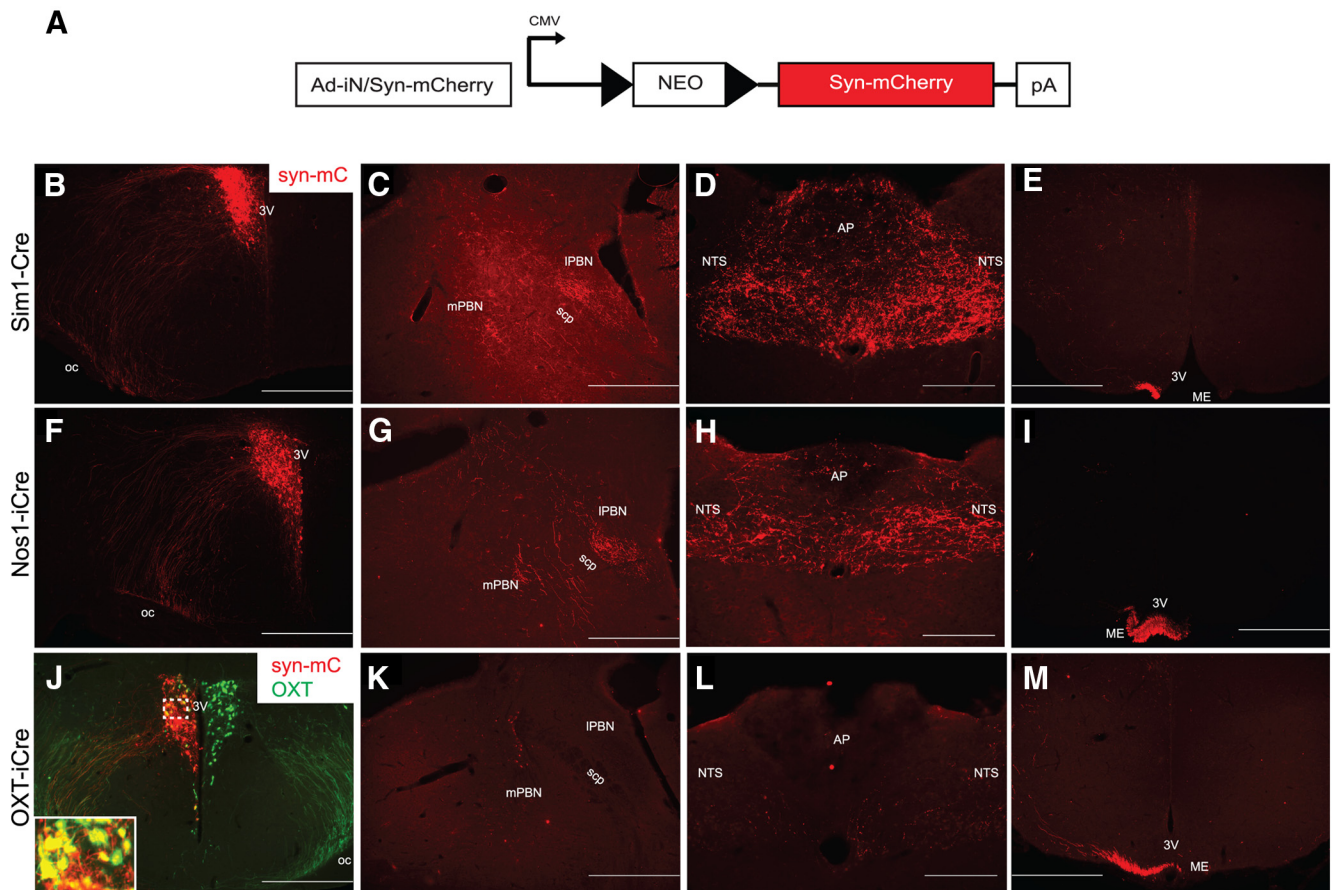 A
CMV
Ad-iN/Syn-mCherry
NEO
Syn-mCherry
pA
Sim1-Cre
B
syn-mC
3V
oc
C
lPBN
mPBN
scp
D
AP
NTS
NTS
E
3V
ME
Nos1-iCre
F
3V
oc
G
lPBN
scp
mPBN
H
AP
NTS
NTS
I
3V
ME
OXT-iCre
J
syn-mC
OXT
3V
oc
K
lPBN
scp
mPBN
L
AP
NTS
NTS
M
3V
ME